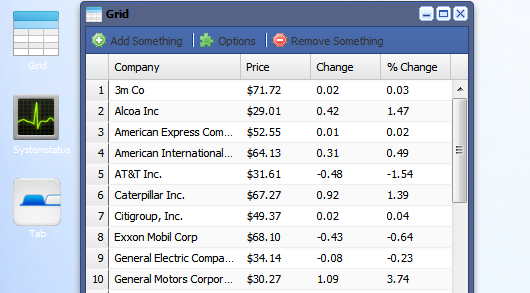 Grid
Systemstatus
Tab
Grid
Add Something Options Remove Something
Company Price Change % Change
1 3m Co $71.72 0.02 0.03
2 Alcoa Inc $29.01 0.42 1.47
3 American Express Com... $52.55 0.01 0.02
4 American International... $64.13 0.31 0.49
5 AT&T Inc. $31.61 -0.48 -1.54
6 Caterpillar Inc. $67.27 0.92 1.39
7 Citigroup, Inc. $49.37 0.02 0.04
8 Exxon Mobil Corp $68.10 -0.43 -0.64
9 General Electric Compa... $34.14 -0.08 -0.23
10 General Motors Corpor... $30.27 1.09 3.74